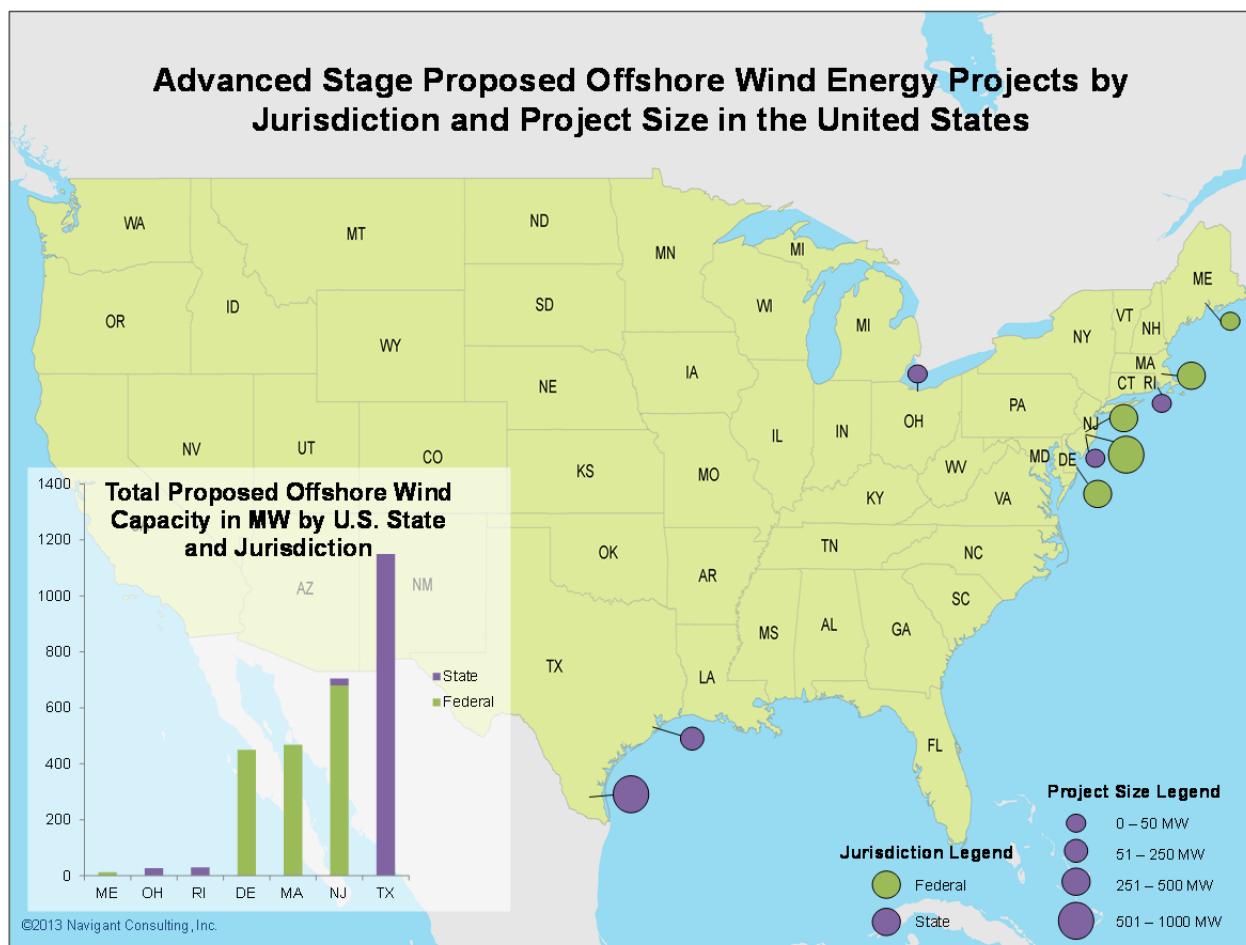 Advanced Stage Proposed Offshore Wind Energy Projects by
Jurisdiction and Project Size in the United States
WA
MT
ND
MN
MI
ME
OR
ID
SD
WI
MI
VT
NH
NY
WY
MA
IA
CT RI
NE
PA
OH
NJ
NV
UT
CO
IL
IN
MD
DE
WV
KS
MO
VA
KY
TN
NC
OK
AR
SC
AZ
NM
MS
AL
GA
TX
LA
FL
Total Proposed Offshore Wind
Capacity in MW by U.S. State
and Jurisdiction
1400
1200
1000
800
600
400
200
0
ME OH RI DE MA NJ TX
State
Federal
Jurisdiction Legend
Federal
State
Project Size Legend
0 – 50 MW
51 – 250 MW
251 – 500 MW
501 – 1000 MW
©2013 Navigant Consulting, Inc.